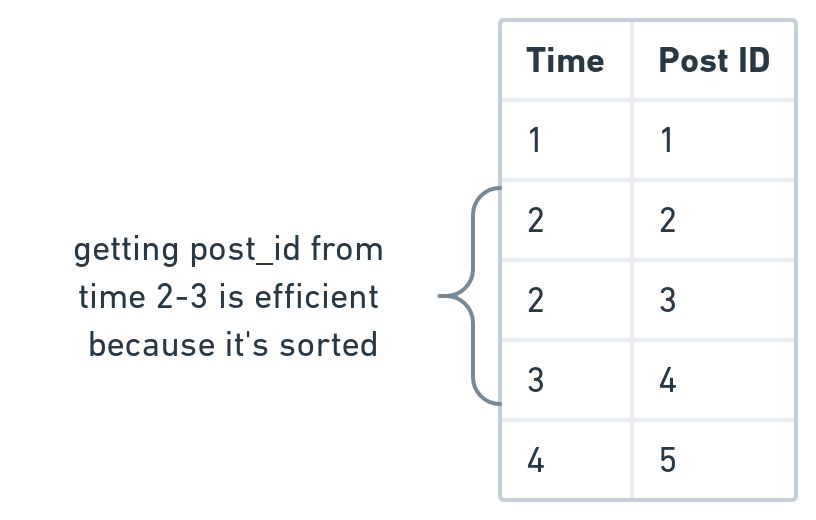 Time Post ID
1 1
2 2
getting post_id from
time 2-3 is efficient
because it's sorted
2 3
3 4
4 5